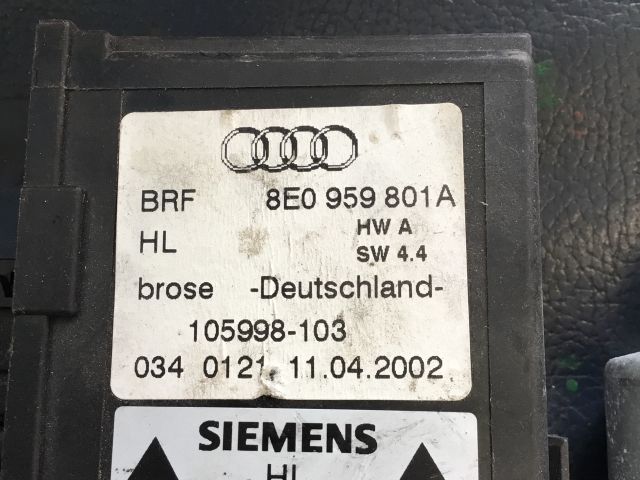 BRF 8E0 959 801A
HL HW A
SW 4.4
brose -Deutschland-
105998-103
034 0121 11.04.2002
SIEMENS
HL